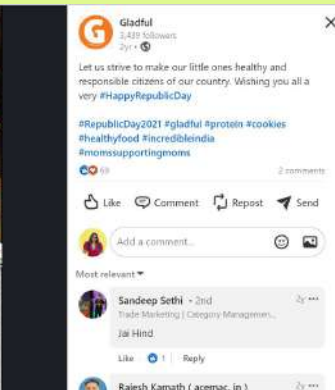 Gladful
3,439 followers
2yr •
Let us strive to make our little ones healthy and
responsible citizens of our country. Wishing you all a
very #HappyRepublicDay
#RepublicDay2021 #gladful #protein #cookies
#healthyfood #incredibleindia
#momssupportingmoms
69 2 comments
Like Comment Repost Send
Add a comment...
Most relevant
Sandeep Sethi • 2nd 2y
Trade Marketing | Category Managemen...
Jai Hind
Like 1 Reply
Rajesh Kamath ( acemac. in ) 2y